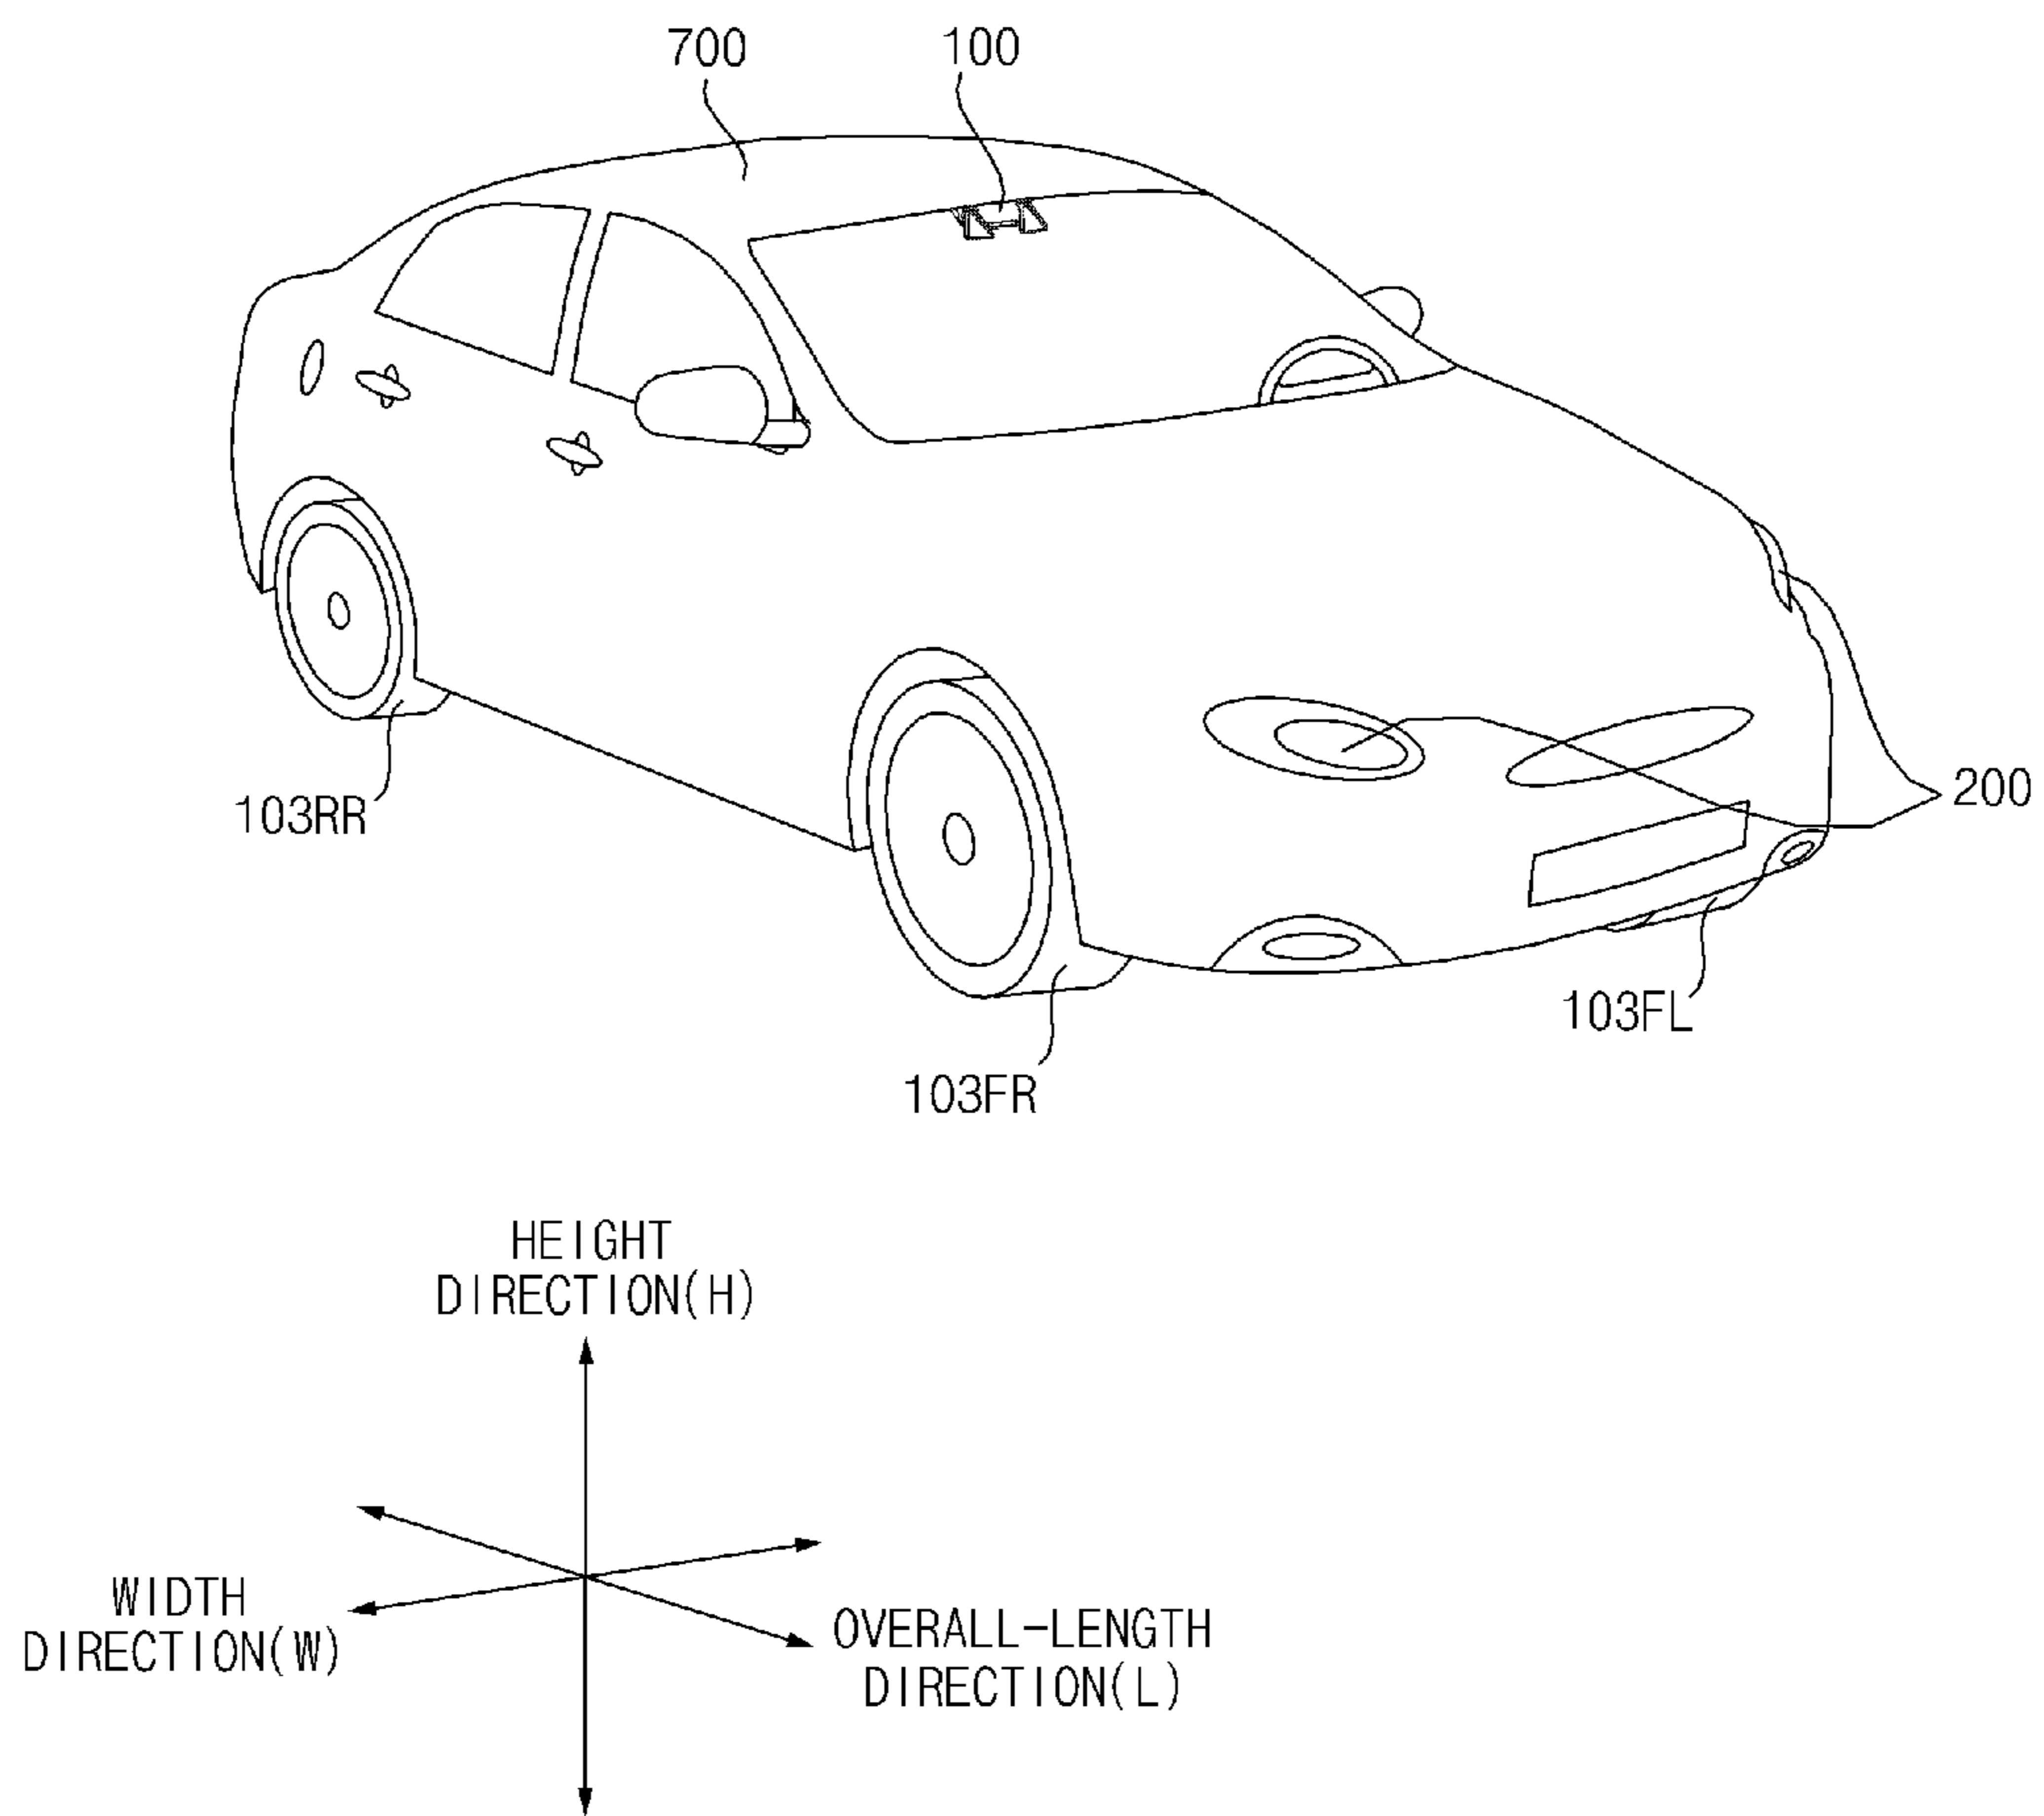 700
100
200
103RR
103FL
103FR
HEIGHT
DIRECTION(H)
WIDTH
DIRECTION(W)
OVERALL-LENGTH
DIRECTION(L)